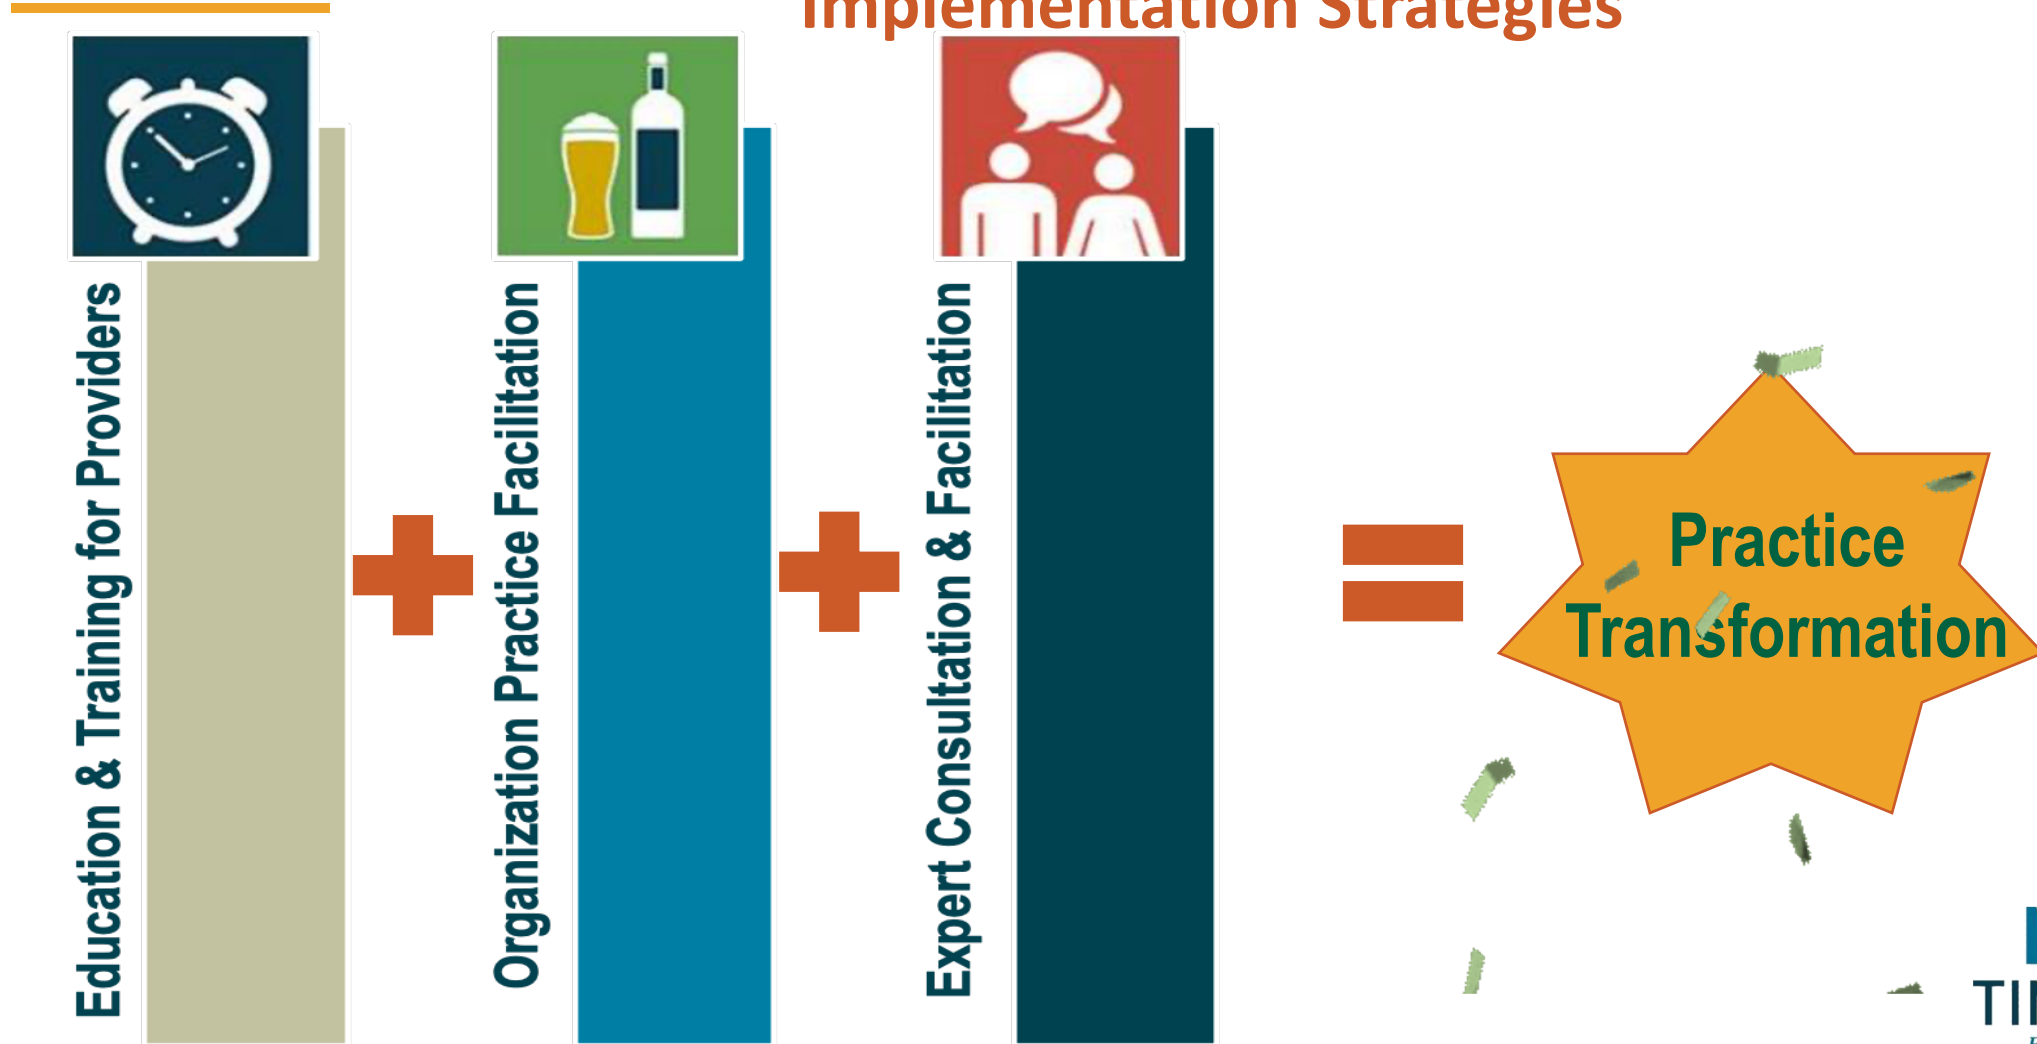 Implementation Strategies
Education & Training for Providers
Organization Practice Facilitation
Expert Consultation & Facilitation
Practice
Transformation